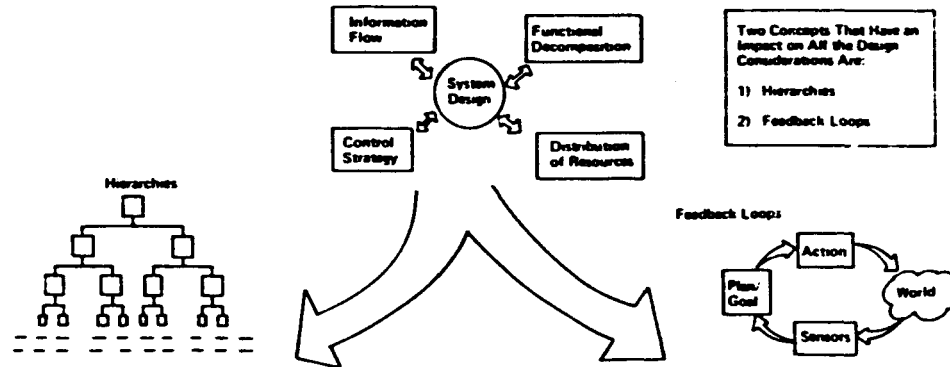 Information
Flow
Functional
Decomposition
System
Design
Control
Strategy
Distribution
of Resources
Two Concepts That Have an
Impact on All the Design
Considerations Are:
1) Hierarchies
2) Feedback Loops
Hierarchies
Feedback Loops
Action
Plan/
Goal
World
Sensors